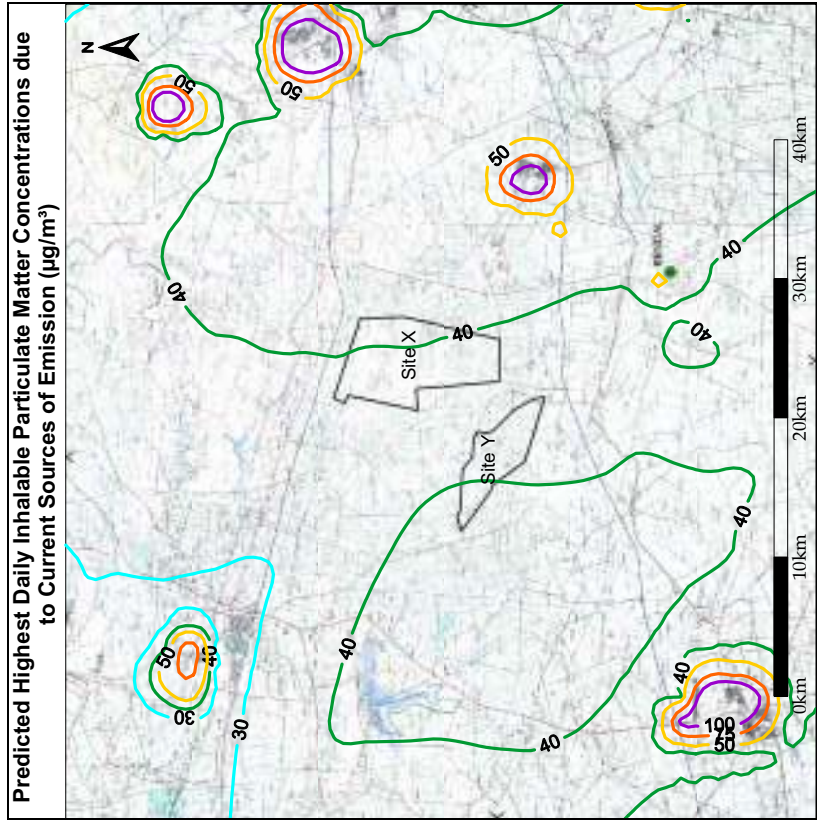 Predicted Highest Daily Inhalable Particulate Matter Concentrations due
to Current Sources of Emission (µg/m³)
N
50
50
50
40
40
40
40
Site X
Site Y
50
40
30
30
40
40
40
40
100
75
50
0km
10km
20km
30km
40km